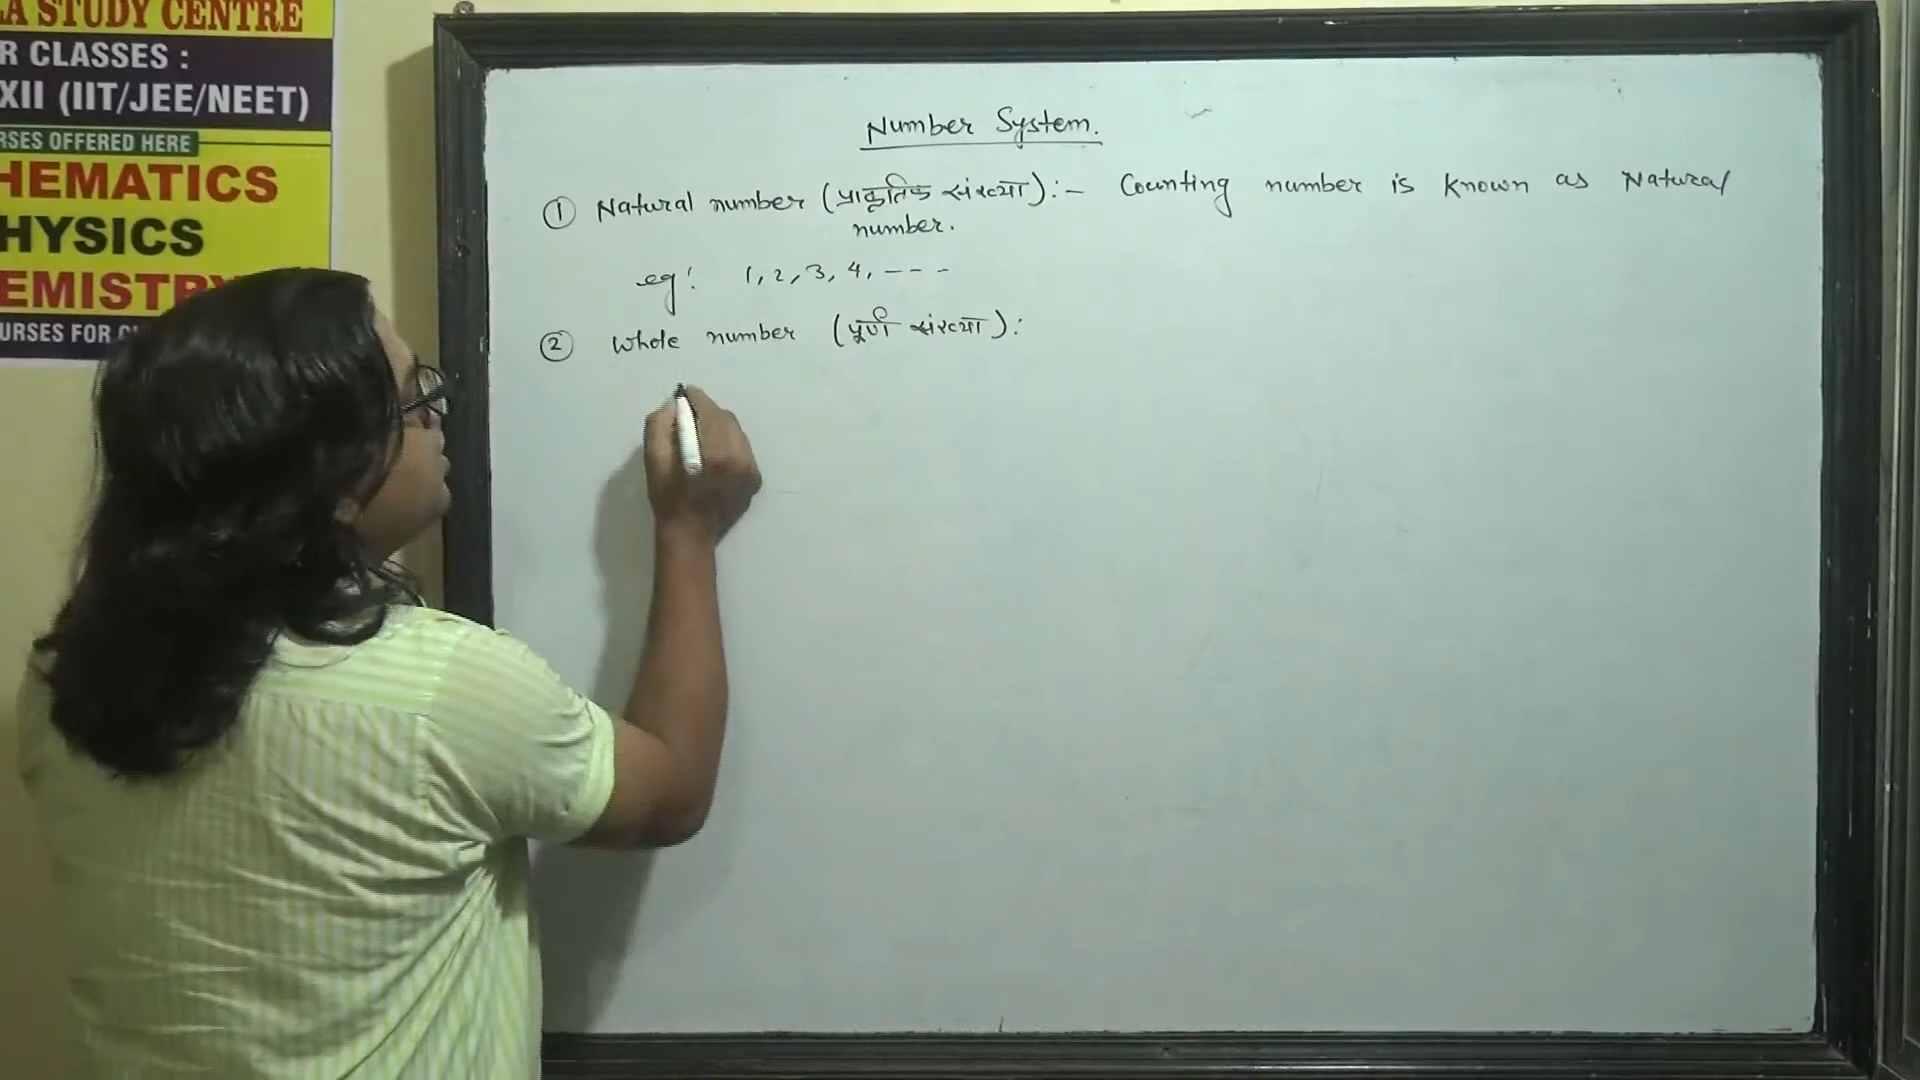 A STUDY CENTRE
R CLASSES :
XII (IIT/JEE/NEET)
RSES OFFERED HERE
HEMATICS
HYSICS
EMISTR
URSES FOR
Number System.
① Natural number (प्राकृतिक संख्या):- Counting number is known as Natural
number.
eg: 1, 2, 3, 4, - - -
② Whole number (पूर्ण संख्या):